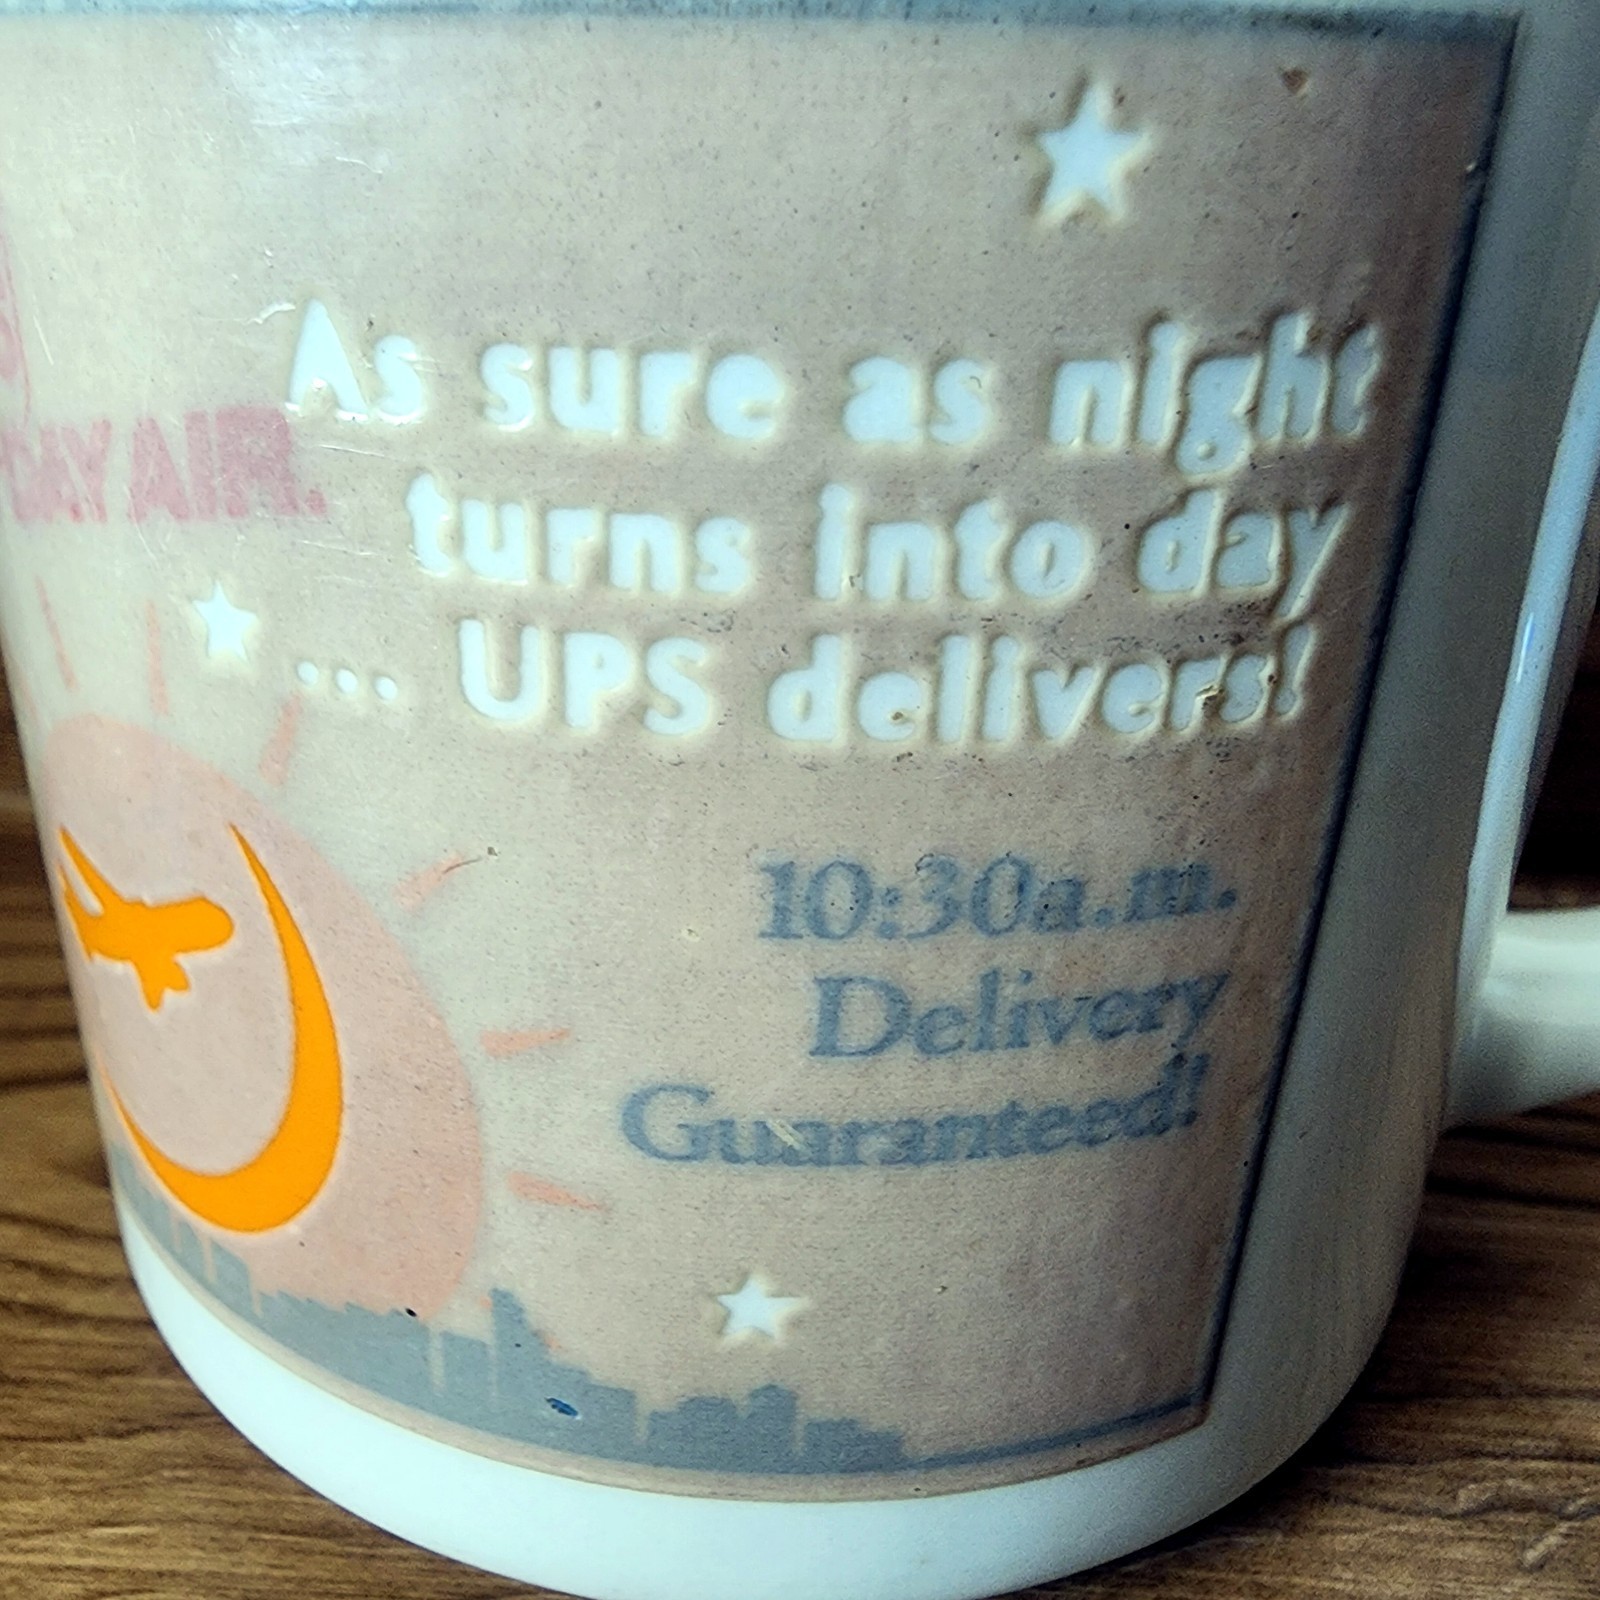 DAY AIR.
As sure as night
turns into day
.... UPS delivers!
10:30a.m.
Delivery
Guaranteed!